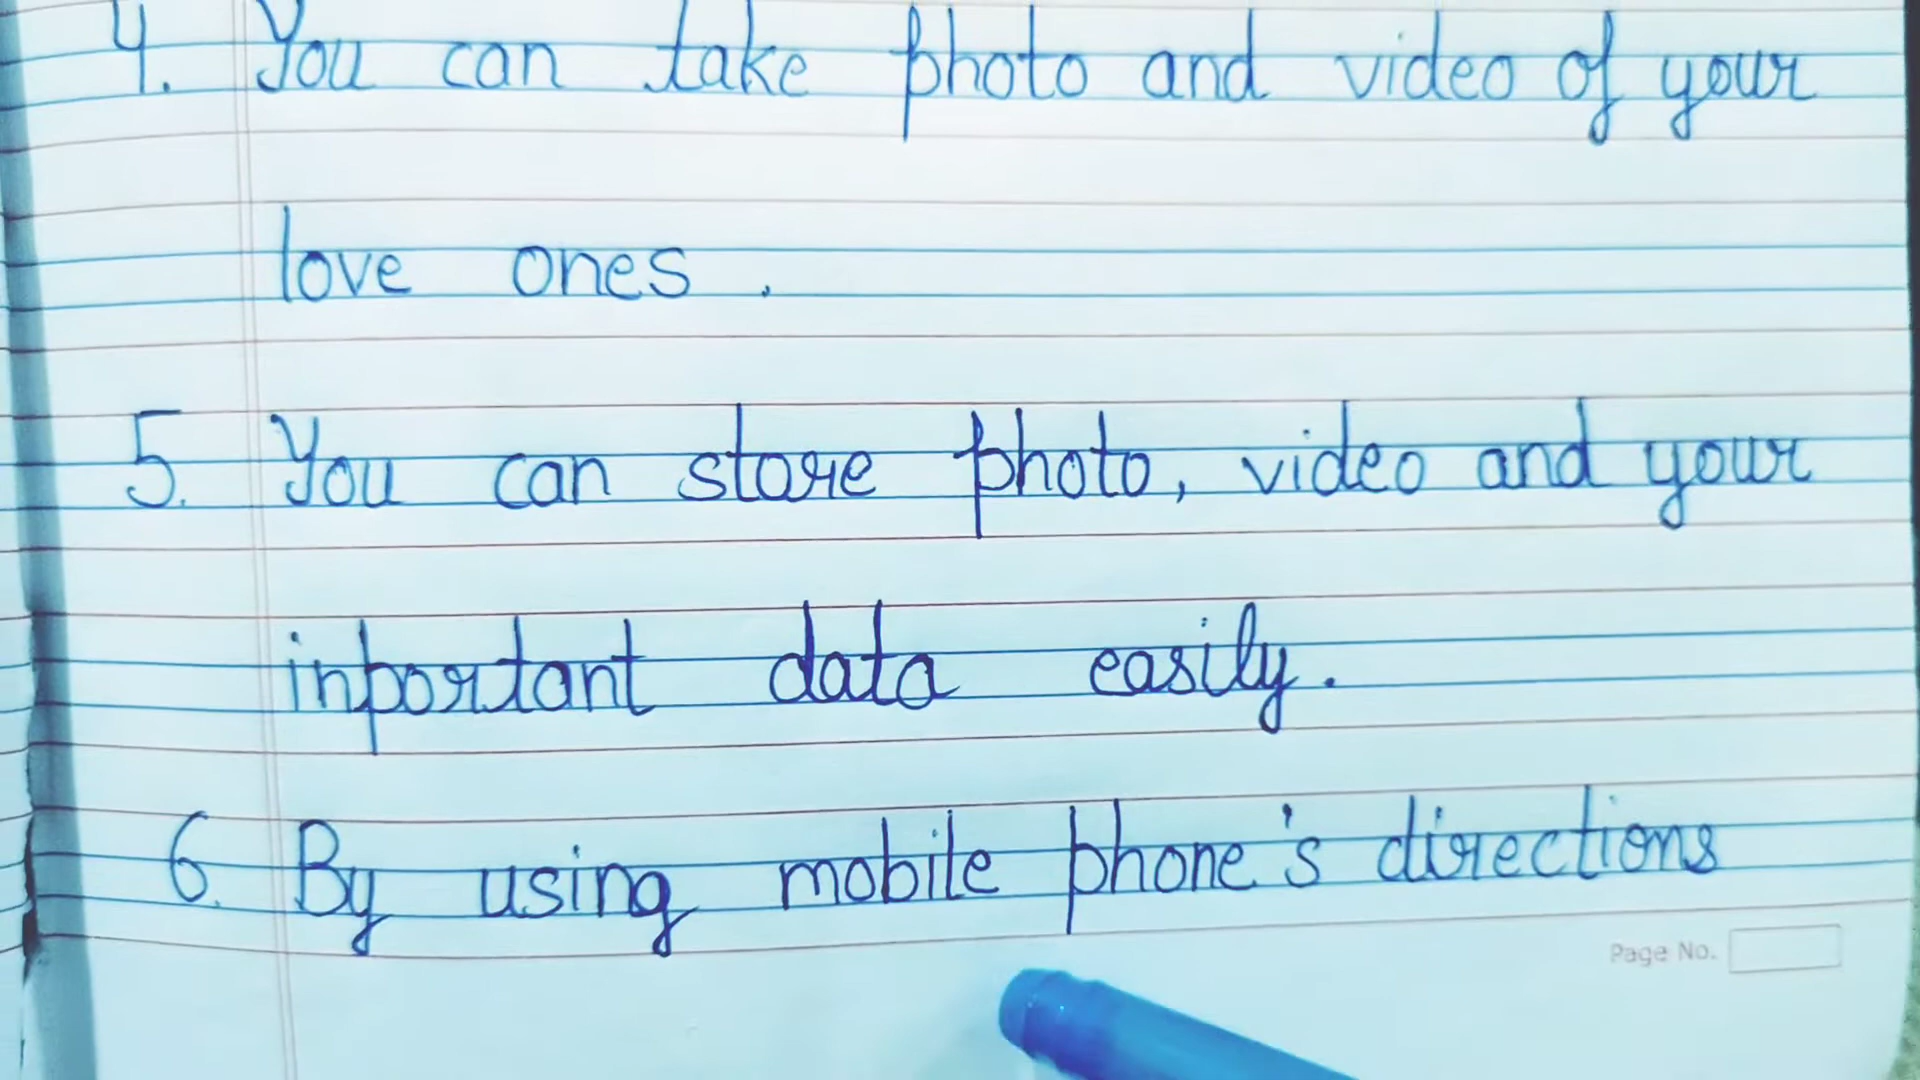 4. You can take photo and video of your
love ones.
5. You can store photo, video and your
inportant data easily.
6. By using mobile phone's directions
Page No.